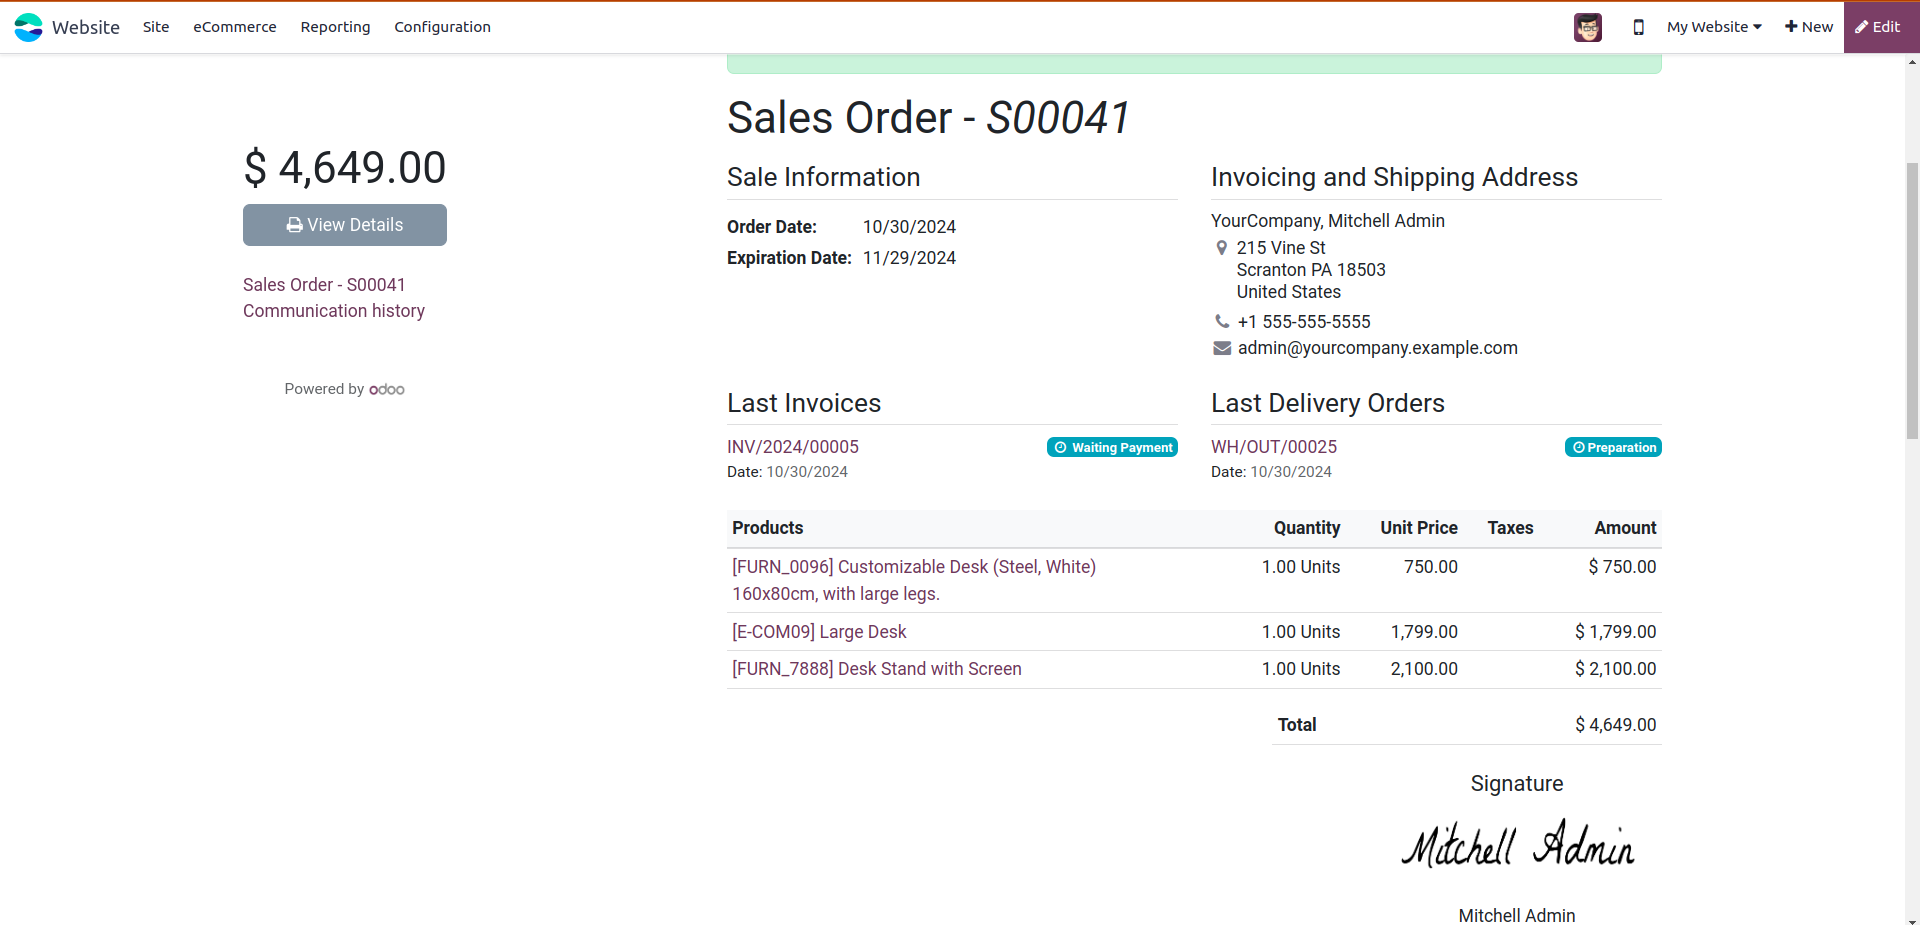 Website Site eCommerce Reporting Configuration My Website New Edit
$ 4,649.00
View Details
Sales Order - S00041
Communication history
Powered by odoo
Sales Order - S00041
Sale Information
Order Date: 10/30/2024
Expiration Date: 11/29/2024
Invoicing and Shipping Address
YourCompany, Mitchell Admin
215 Vine St
Scranton PA 18503
United States
+1 555-555-5555
admin@yourcompany.example.com
Last Invoices
INV/2024/00005 Waiting Payment
Date: 10/30/2024
Last Delivery Orders
WH/OUT/00025 Preparation
Date: 10/30/2024
Products Quantity Unit Price Taxes Amount
[FURN_0096] Customizable Desk (Steel, White) 1.00 Units 750.00 $ 750.00
160x80cm, with large legs.
[E-COM09] Large Desk 1.00 Units 1,799.00 $ 1,799.00
[FURN_7888] Desk Stand with Screen 1.00 Units 2,100.00 $ 2,100.00
Total $ 4,649.00
Signature
Mitchell Admin
Mitchell Admin